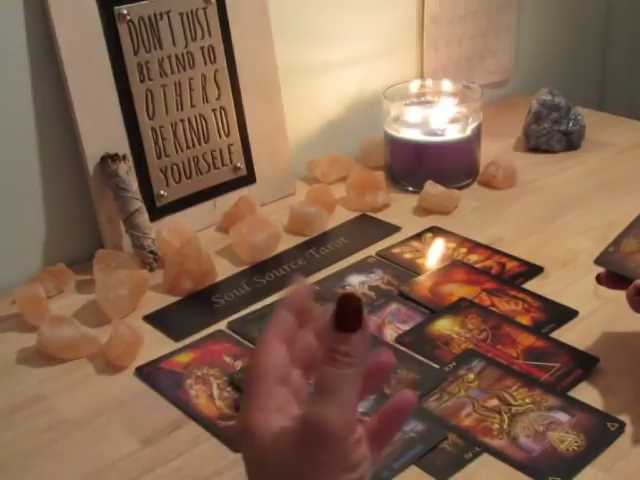 DON'T JUST
BE KIND TO
OTHERS
BE KIND TO
YOURSELF
Soul Source Tarot